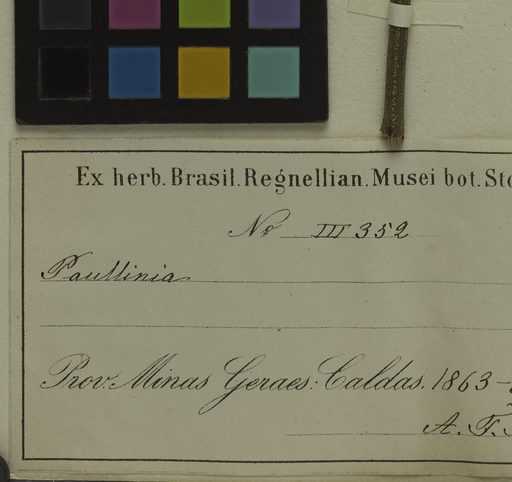 Ex herb. Brasil. Regnellian. Musei bot. Sto
No III 352
Paullinia
Prov. Minas Geraes: Caldas. 1863-
A. F.